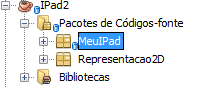 IPad2
Pacotes de Códigos-fonte
MeuIPad
Representacao2D
Bibliotecas